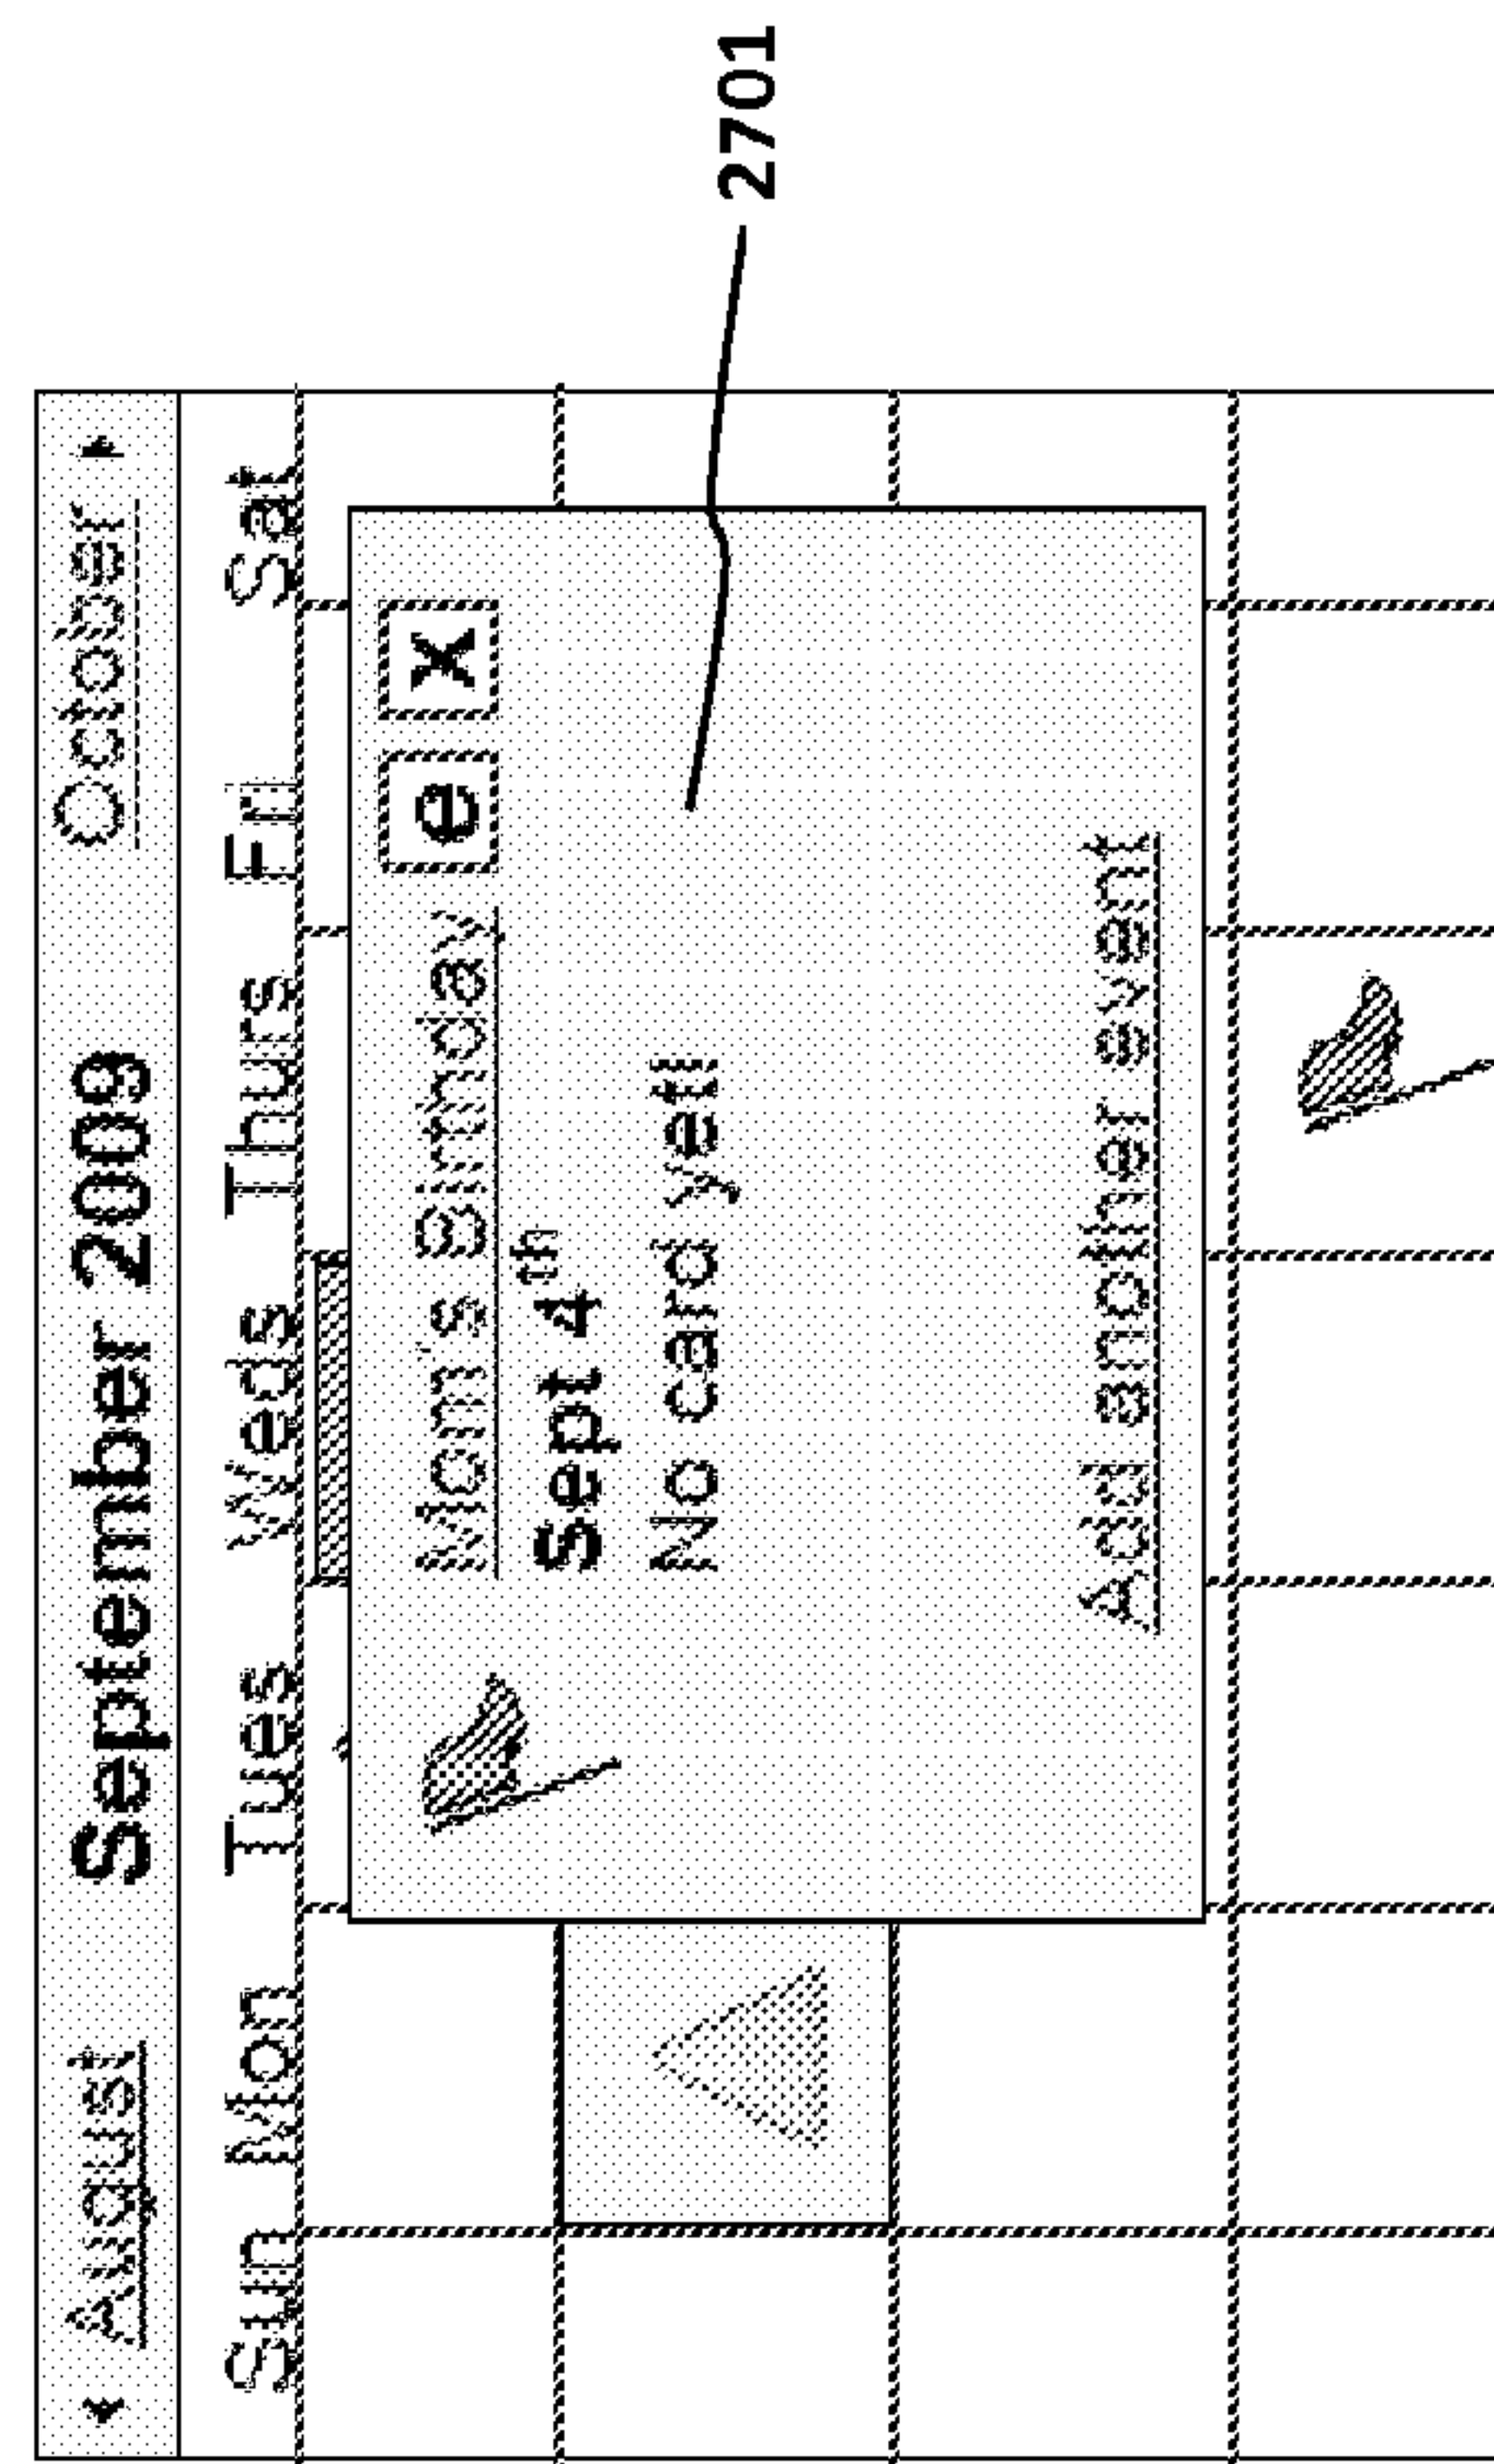 August September 2009 October
Sun Mon Tues Weds Thurs Fri Sat
Mom's Birthday e x
Sept 4th
No card yet!
Add another event
2701